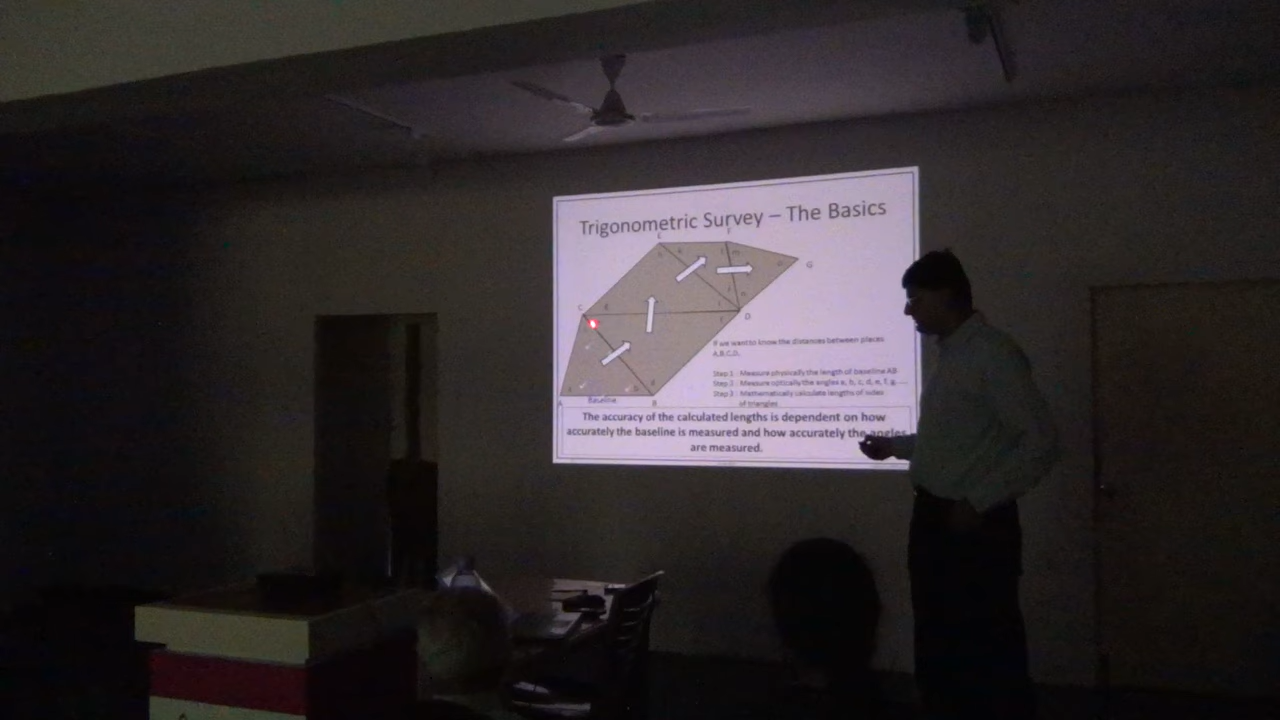 Trigonometric Survey – The Basics
E F
G
C
D
If we want to know the distances between places
A,B,C,D,
Step 1 : Measure physically the length of baseline AB
Step 2 : Measure optically the angles a, b, c, d, e, f, g, ....
Step 3 : Mathematically calculate lengths of sides
of triangles
A B
Baseline
The accuracy of the calculated lengths is dependent on how
accurately the baseline is measured and how accurately the angles
are measured.